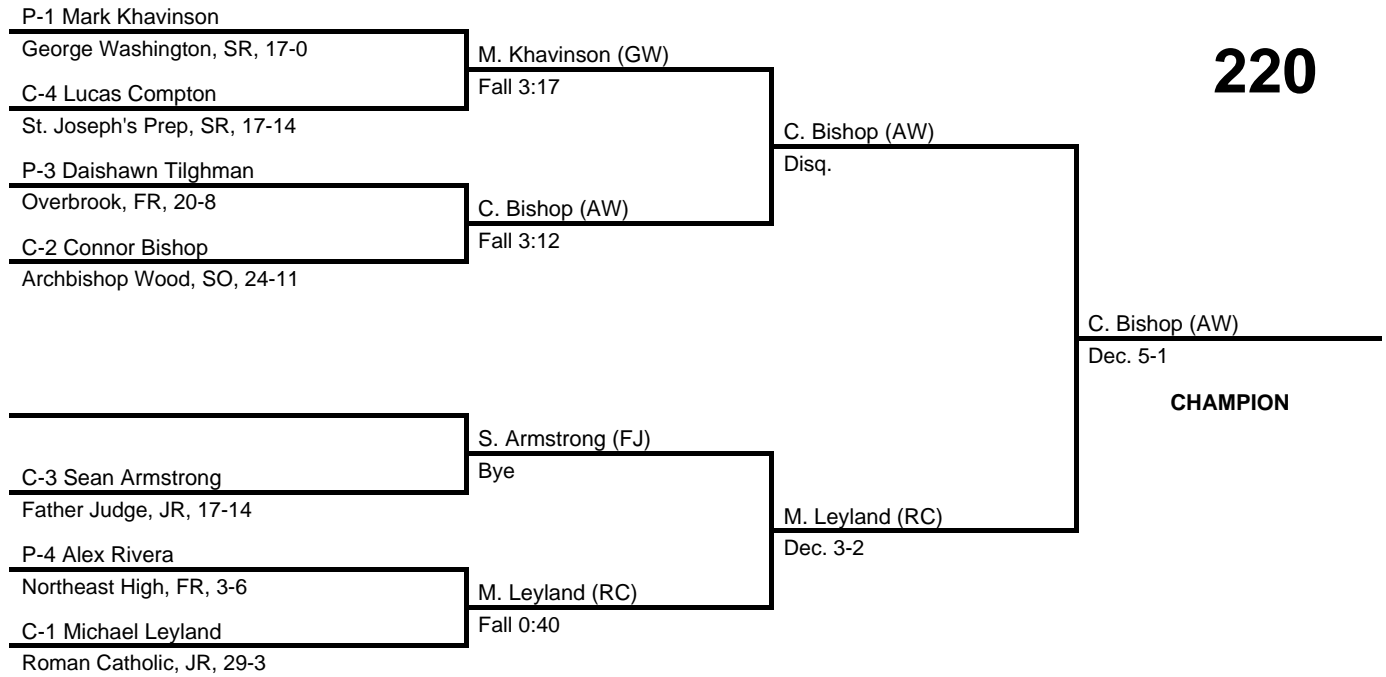 P-1 Mark Khavinson
George Washington, SR, 17-0
M. Khavinson (GW)
220
Fall 3:17
C-4 Lucas Compton
St. Joseph's Prep, SR, 17-14
C. Bishop (AW)
Disq.
P-3 Daishawn Tilghman
Overbrook, FR, 20-8
C. Bishop (AW)
Fall 3:12
C-2 Connor Bishop
Archbishop Wood, SO, 24-11
C. Bishop (AW)
Dec. 5-1
CHAMPION
S. Armstrong (FJ)
Bye
C-3 Sean Armstrong
Father Judge, JR, 17-14
M. Leyland (RC)
Dec. 3-2
P-4 Alex Rivera
Northeast High, FR, 3-6
M. Leyland (RC)
Fall 0:40
C-1 Michael Leyland
Roman Catholic, JR, 29-3